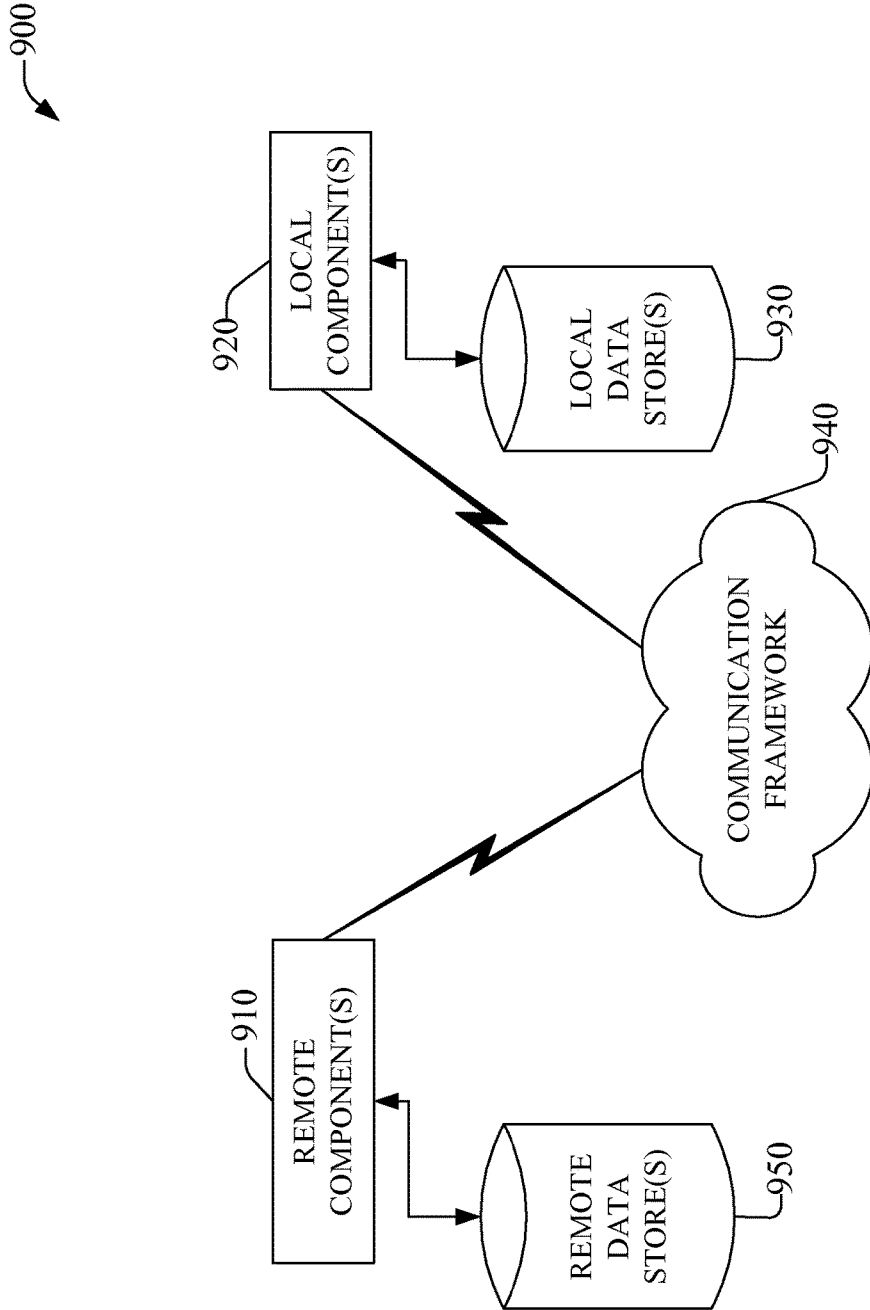 900
910
REMOTE
COMPONENT(S)
920
LOCAL
COMPONENT(S)
REMOTE
DATA
STORE(S)
950
COMMUNICATION
FRAMEWORK
940
LOCAL
DATA
STORE(S)
930